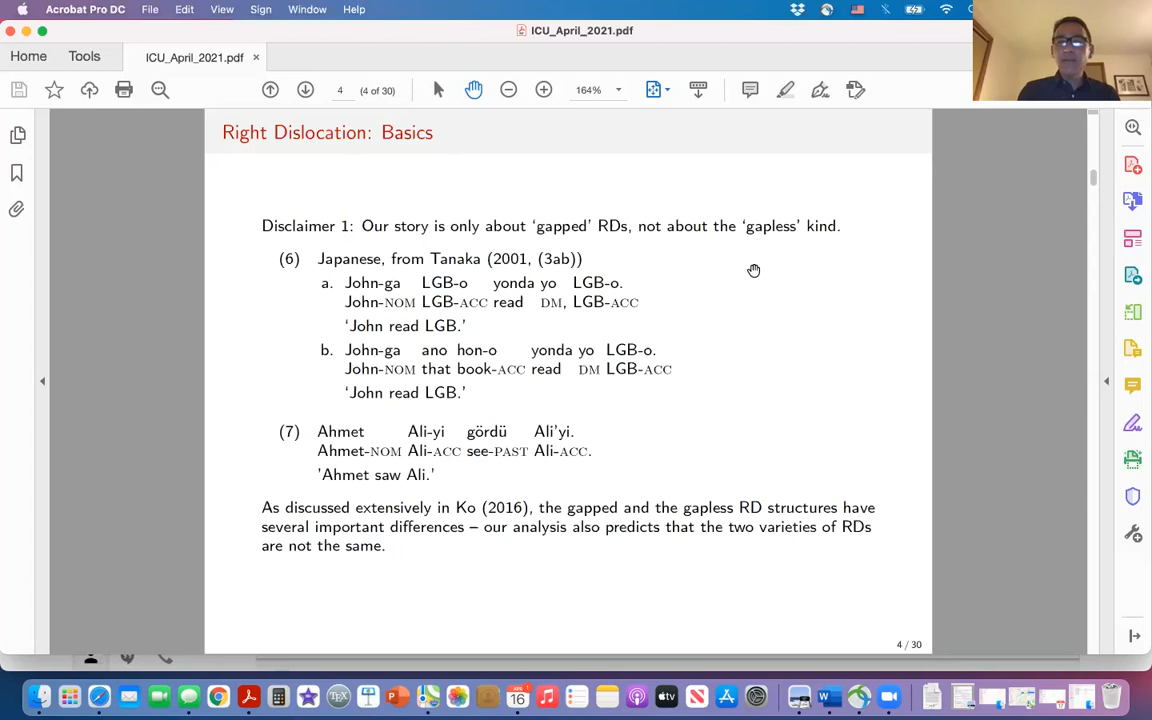 Acrobat Pro DC File Edit View Sign Window Help
ICU_April_2021.pdf
Home Tools ICU_April_2021.pdf ×
4 (4 of 30) 164%
Right Dislocation: Basics
Disclaimer 1: Our story is only about ‘gapped’ RDs, not about the ‘gapless’ kind.
(6) Japanese, from Tanaka (2001, (3ab))
a. John-ga LGB-o yonda yo LGB-o.
John-NOM LGB-ACC read DM, LGB-ACC
‘John read LGB.’
b. John-ga ano hon-o yonda yo LGB-o.
John-NOM that book-ACC read DM LGB-ACC
‘John read LGB.’
(7) Ahmet Ali-yi gördü Ali’yi.
Ahmet-NOM Ali-ACC see-PAST Ali-ACC.
’Ahmet saw Ali.’
As discussed extensively in Ko (2016), the gapped and the gapless RD structures have
several important differences – our analysis also predicts that the two varieties of RDs
are not the same.
4 / 30
APR
16
TEX
tv